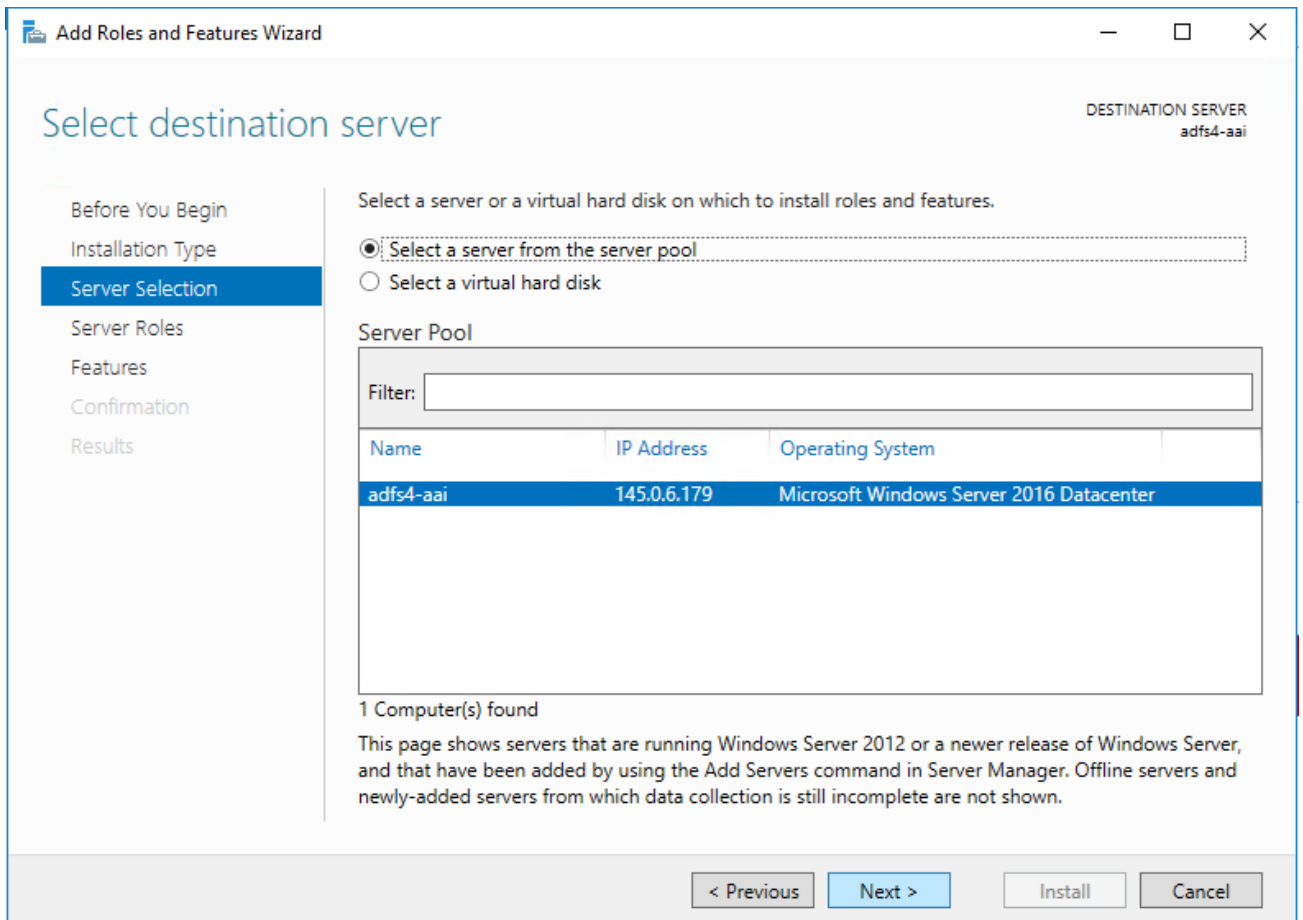 Add Roles and Features Wizard
Select destination server
DESTINATION SERVER
adfs4-aai
Before You Begin
Installation Type
Server Selection
Server Roles
Features
Confirmation
Results
Select a server or a virtual hard disk on which to install roles and features.
Select a server from the server pool
Select a virtual hard disk
Server Pool
Filter:
Name IP Address Operating System
adfs4-aai 145.0.6.179 Microsoft Windows Server 2016 Datacenter
1 Computer(s) found
This page shows servers that are running Windows Server 2012 or a newer release of Windows Server,
and that have been added by using the Add Servers command in Server Manager. Offline servers and
newly-added servers from which data collection is still incomplete are not shown.
< Previous Next > Install Cancel